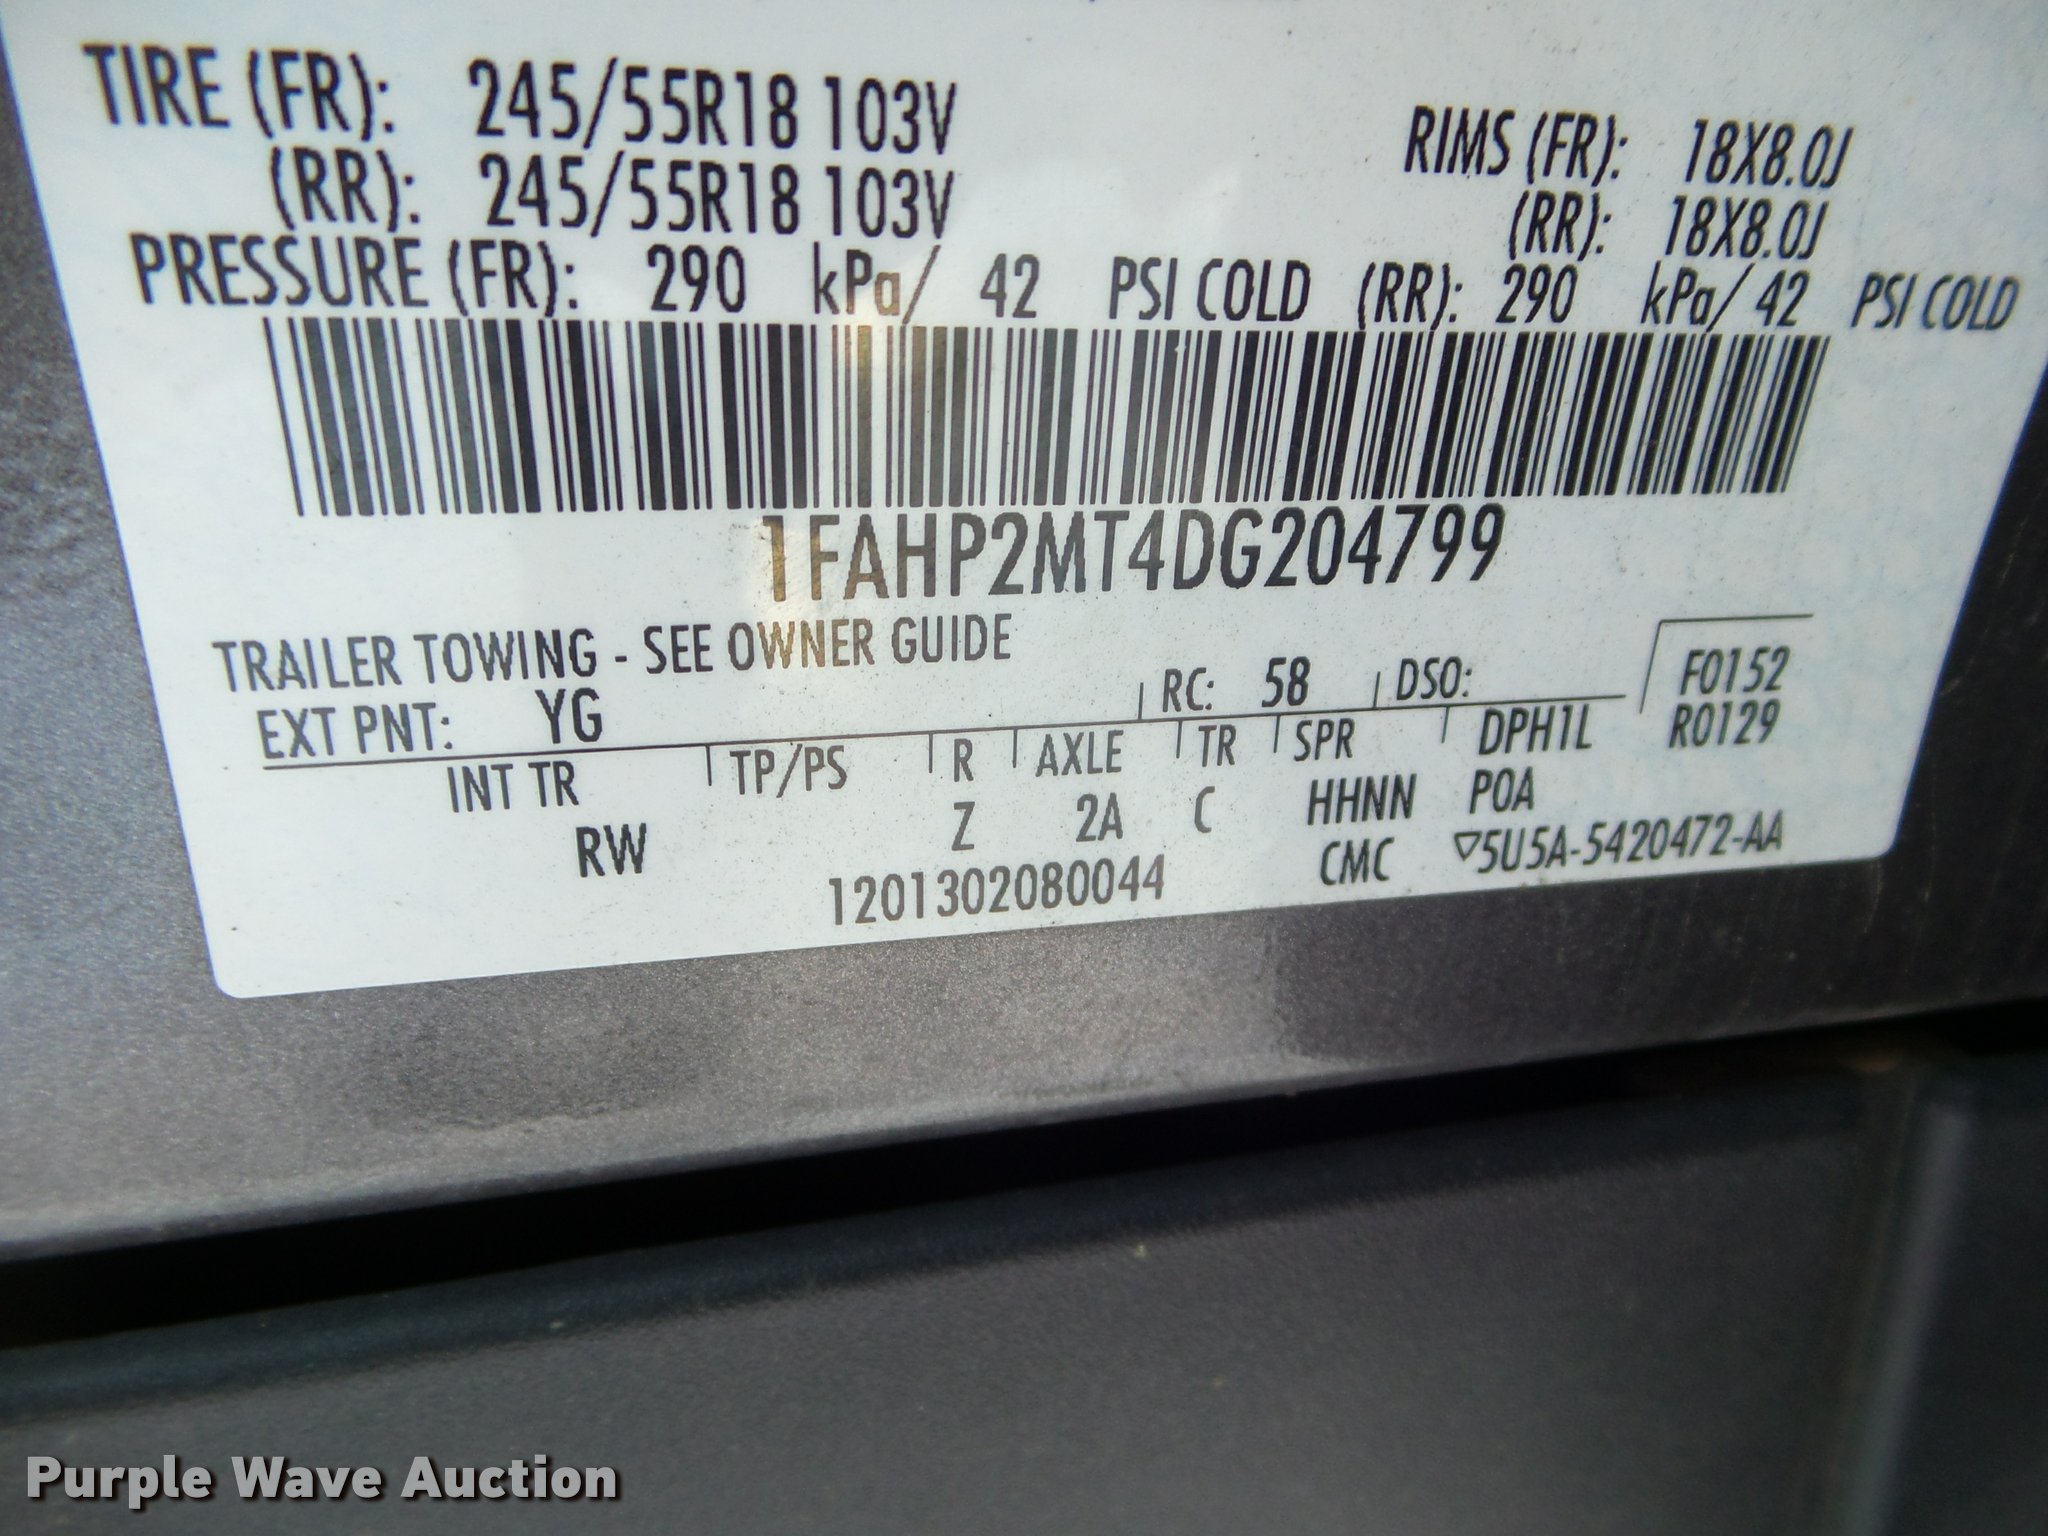 TIRE (FR): 245/55R18 103V RIMS (FR): 18X8.0J
(RR): 245/55R18 103V (RR): 18X8.0J
PRESSURE (FR): 290 kPa/ 42 PSI COLD (RR): 290 kPa/ 42 PSI COLD
1FAHP2MT4DG204799
TRAILER TOWING - SEE OWNER GUIDE
EXT PNT: YG RC: 58 DSO: F0152
INT TR TP/PS R AXLE TR SPR DPH1L R0129
RW Z 2A C HHNN POA
1201302080044 CMC ▽5U5A-5420472-AA
Purple Wave Auction